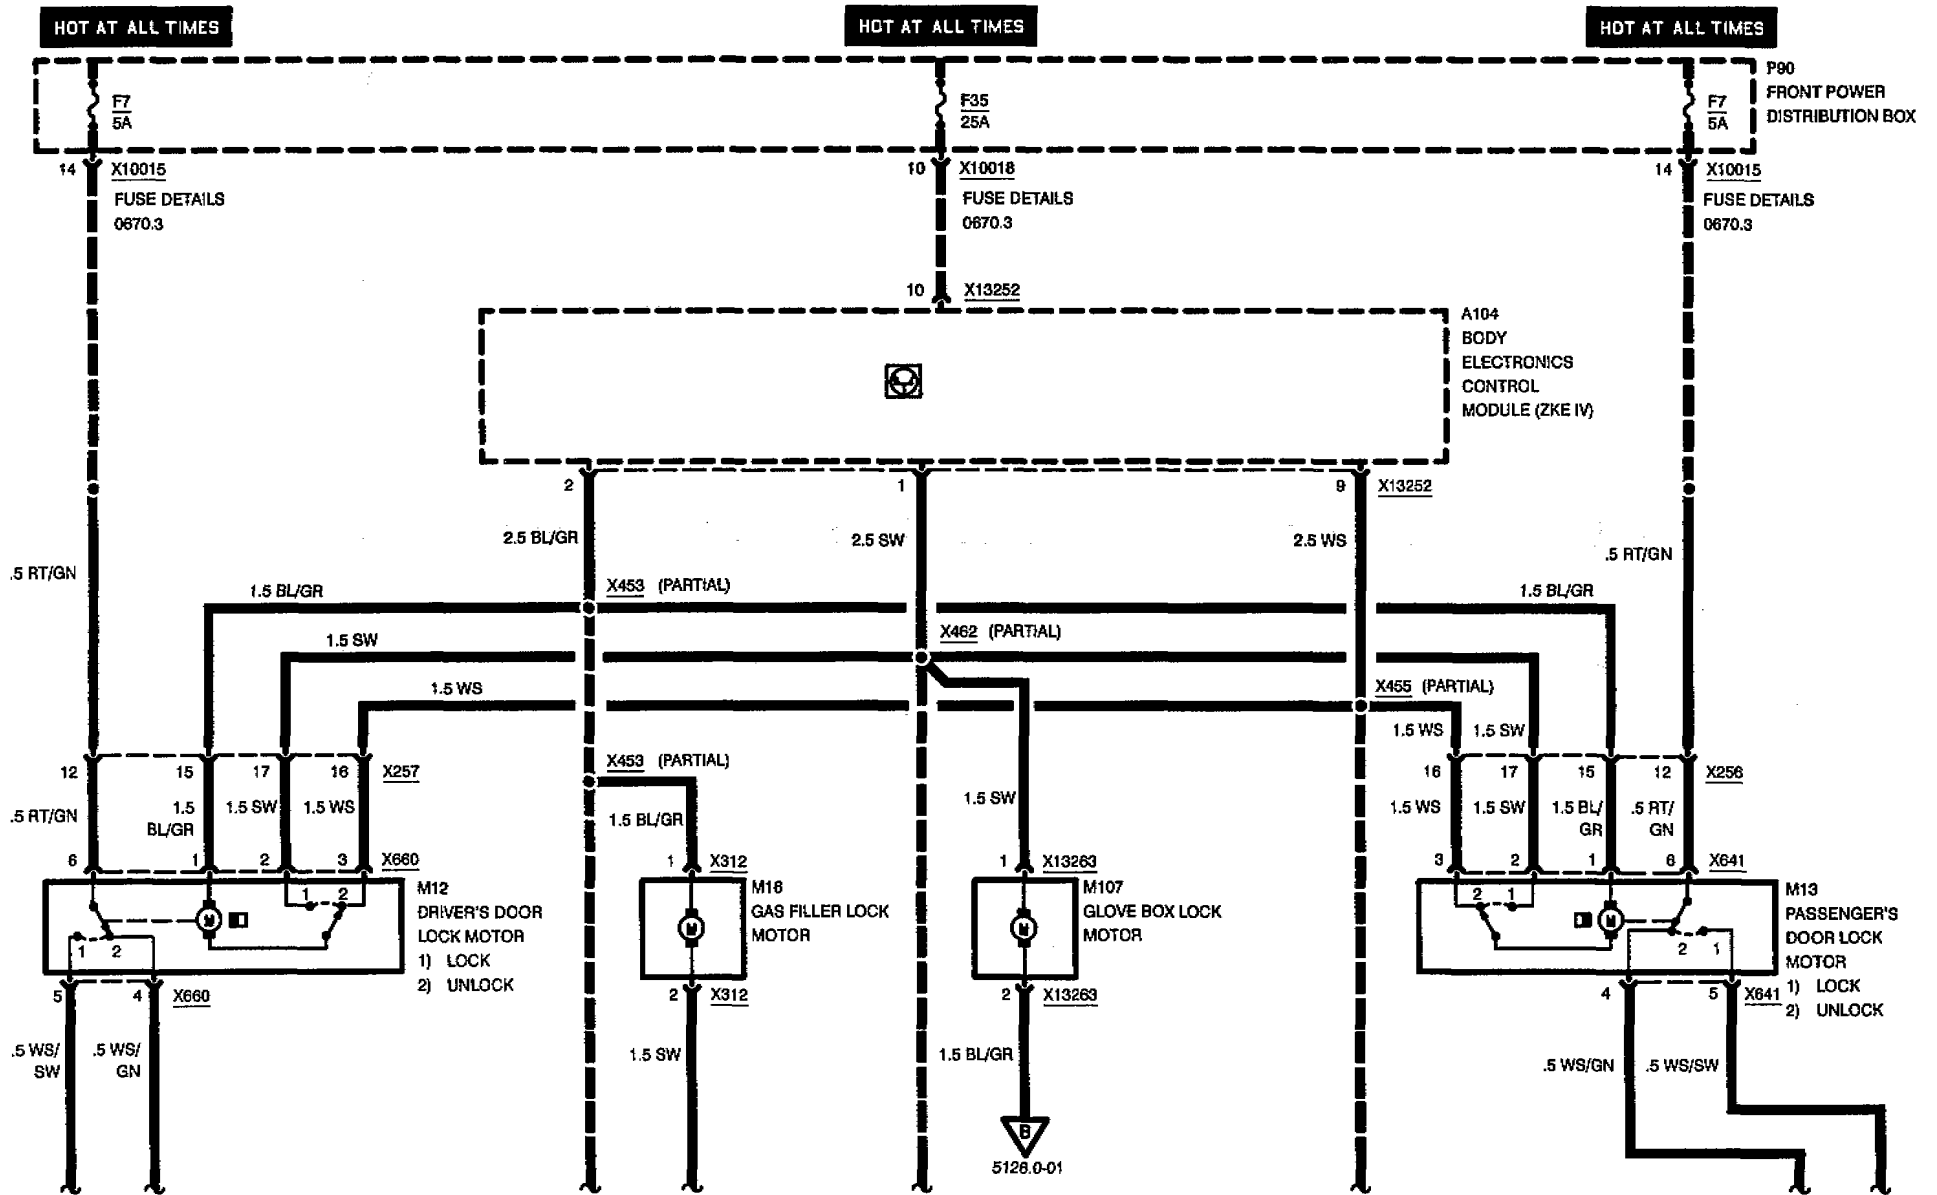 HOT AT ALL TIMES
HOT AT ALL TIMES
HOT AT ALL TIMES
F7
5A
F35
25A
F7
5A
P90
FRONT POWER
DISTRIBUTION BOX
14 X10015
FUSE DETAILS
0670.3
10 X10018
FUSE DETAILS
0670.3
14 X10015
FUSE DETAILS
0670.3
10 X13252
A104
BODY
ELECTRONICS
CONTROL
MODULE (ZKE IV)
2 1 9 X13252
2.5 BL/GR 2.5 SW 2.5 WS
.5 RT/GN
.5 RT/GN
1.5 BL/GR
X453 (PARTIAL)
1.5 BL/GR
1.5 SW
X462 (PARTIAL)
1.5 WS
X455 (PARTIAL)
1.5 WS 1.5 SW
12 15 17 16 X257
X453 (PARTIAL)
16 17 15 12 X256
.5 RT/GN
1.5
BL/GR
1.5 SW
1.5 WS
1.5 BL/GR
1.5 SW
1.5 WS
1.5 SW
1.5 BL/
GR
.5 RT/
GN
6 1 2 3 X660
1 X312
1 X13263
3 2 1 6 X641
1 2
M
1 2
M12
DRIVER'S DOOR
LOCK MOTOR
1) LOCK
2) UNLOCK
M
M16
GAS FILLER LOCK
MOTOR
M
M107
GLOVE BOX LOCK
MOTOR
2 1
M
2 1
M13
PASSENGER'S
DOOR LOCK
MOTOR
1) LOCK
2) UNLOCK
5 4 X660
2 X312
2 X13263
4 5 X641
.5 WS/
SW
.5 WS/
GN
1.5 SW
1.5 BL/GR
.5 WS/GN
.5 WS/SW
B
5126.0-01